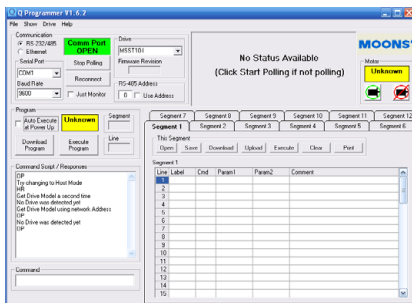 Q Programmer V1.6.2
File Show Drive Help
Communication
RS-232/485
Ethernet
Comm Port OPEN
Drive
MSST10-I
Serial Port
COM1
Stop Polling
Firmware Revision
Baud Rate
9600
Reconnect
Just Monitor
RS-485 Address
0 Use Address
No Status Available
(Click Start Polling if not polling)
MOONS'
Motor
Unknown
Program
Auto Execute at Power Up
Unknown
Segment
Line
Download Program
Execute Program
Segment 7 Segment 8 Segment 9 Segment 10 Segment 11 Segment 12
Segment 1 Segment 2 Segment 3 Segment 4 Segment 5 Segment 6
This Segment
Open Save Download Upload Execute Clear Print
Segment 1
Line Label Cmd Param1 Param2 Comment
1
2
3
4
5
6
7
8
9
10
11
12
13
14
15
Command Script / Responses
OP
Try changing to Host Mode
HR
Get Drive Model a second time
No Drive was detected yet
Get Drive Model using network Address
OP
No Drive was detected yet
OP
Command